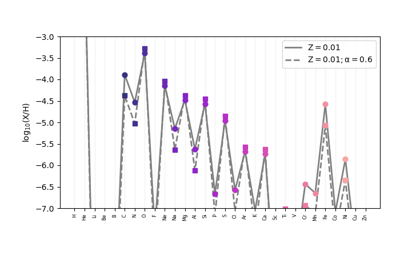 −3.0
−3.5
−4.0
−4.5
−5.0
−5.5
−6.0
−6.5
−7.0
log₁₀(X/H)
Z = 0.01
Z = 0.01; α = 0.6
H He Li Be B C N O F Ne Na Mg Al Si P S Cl Ar K Ca Sc Ti V Cr Mn Fe Co Ni Cu Zn